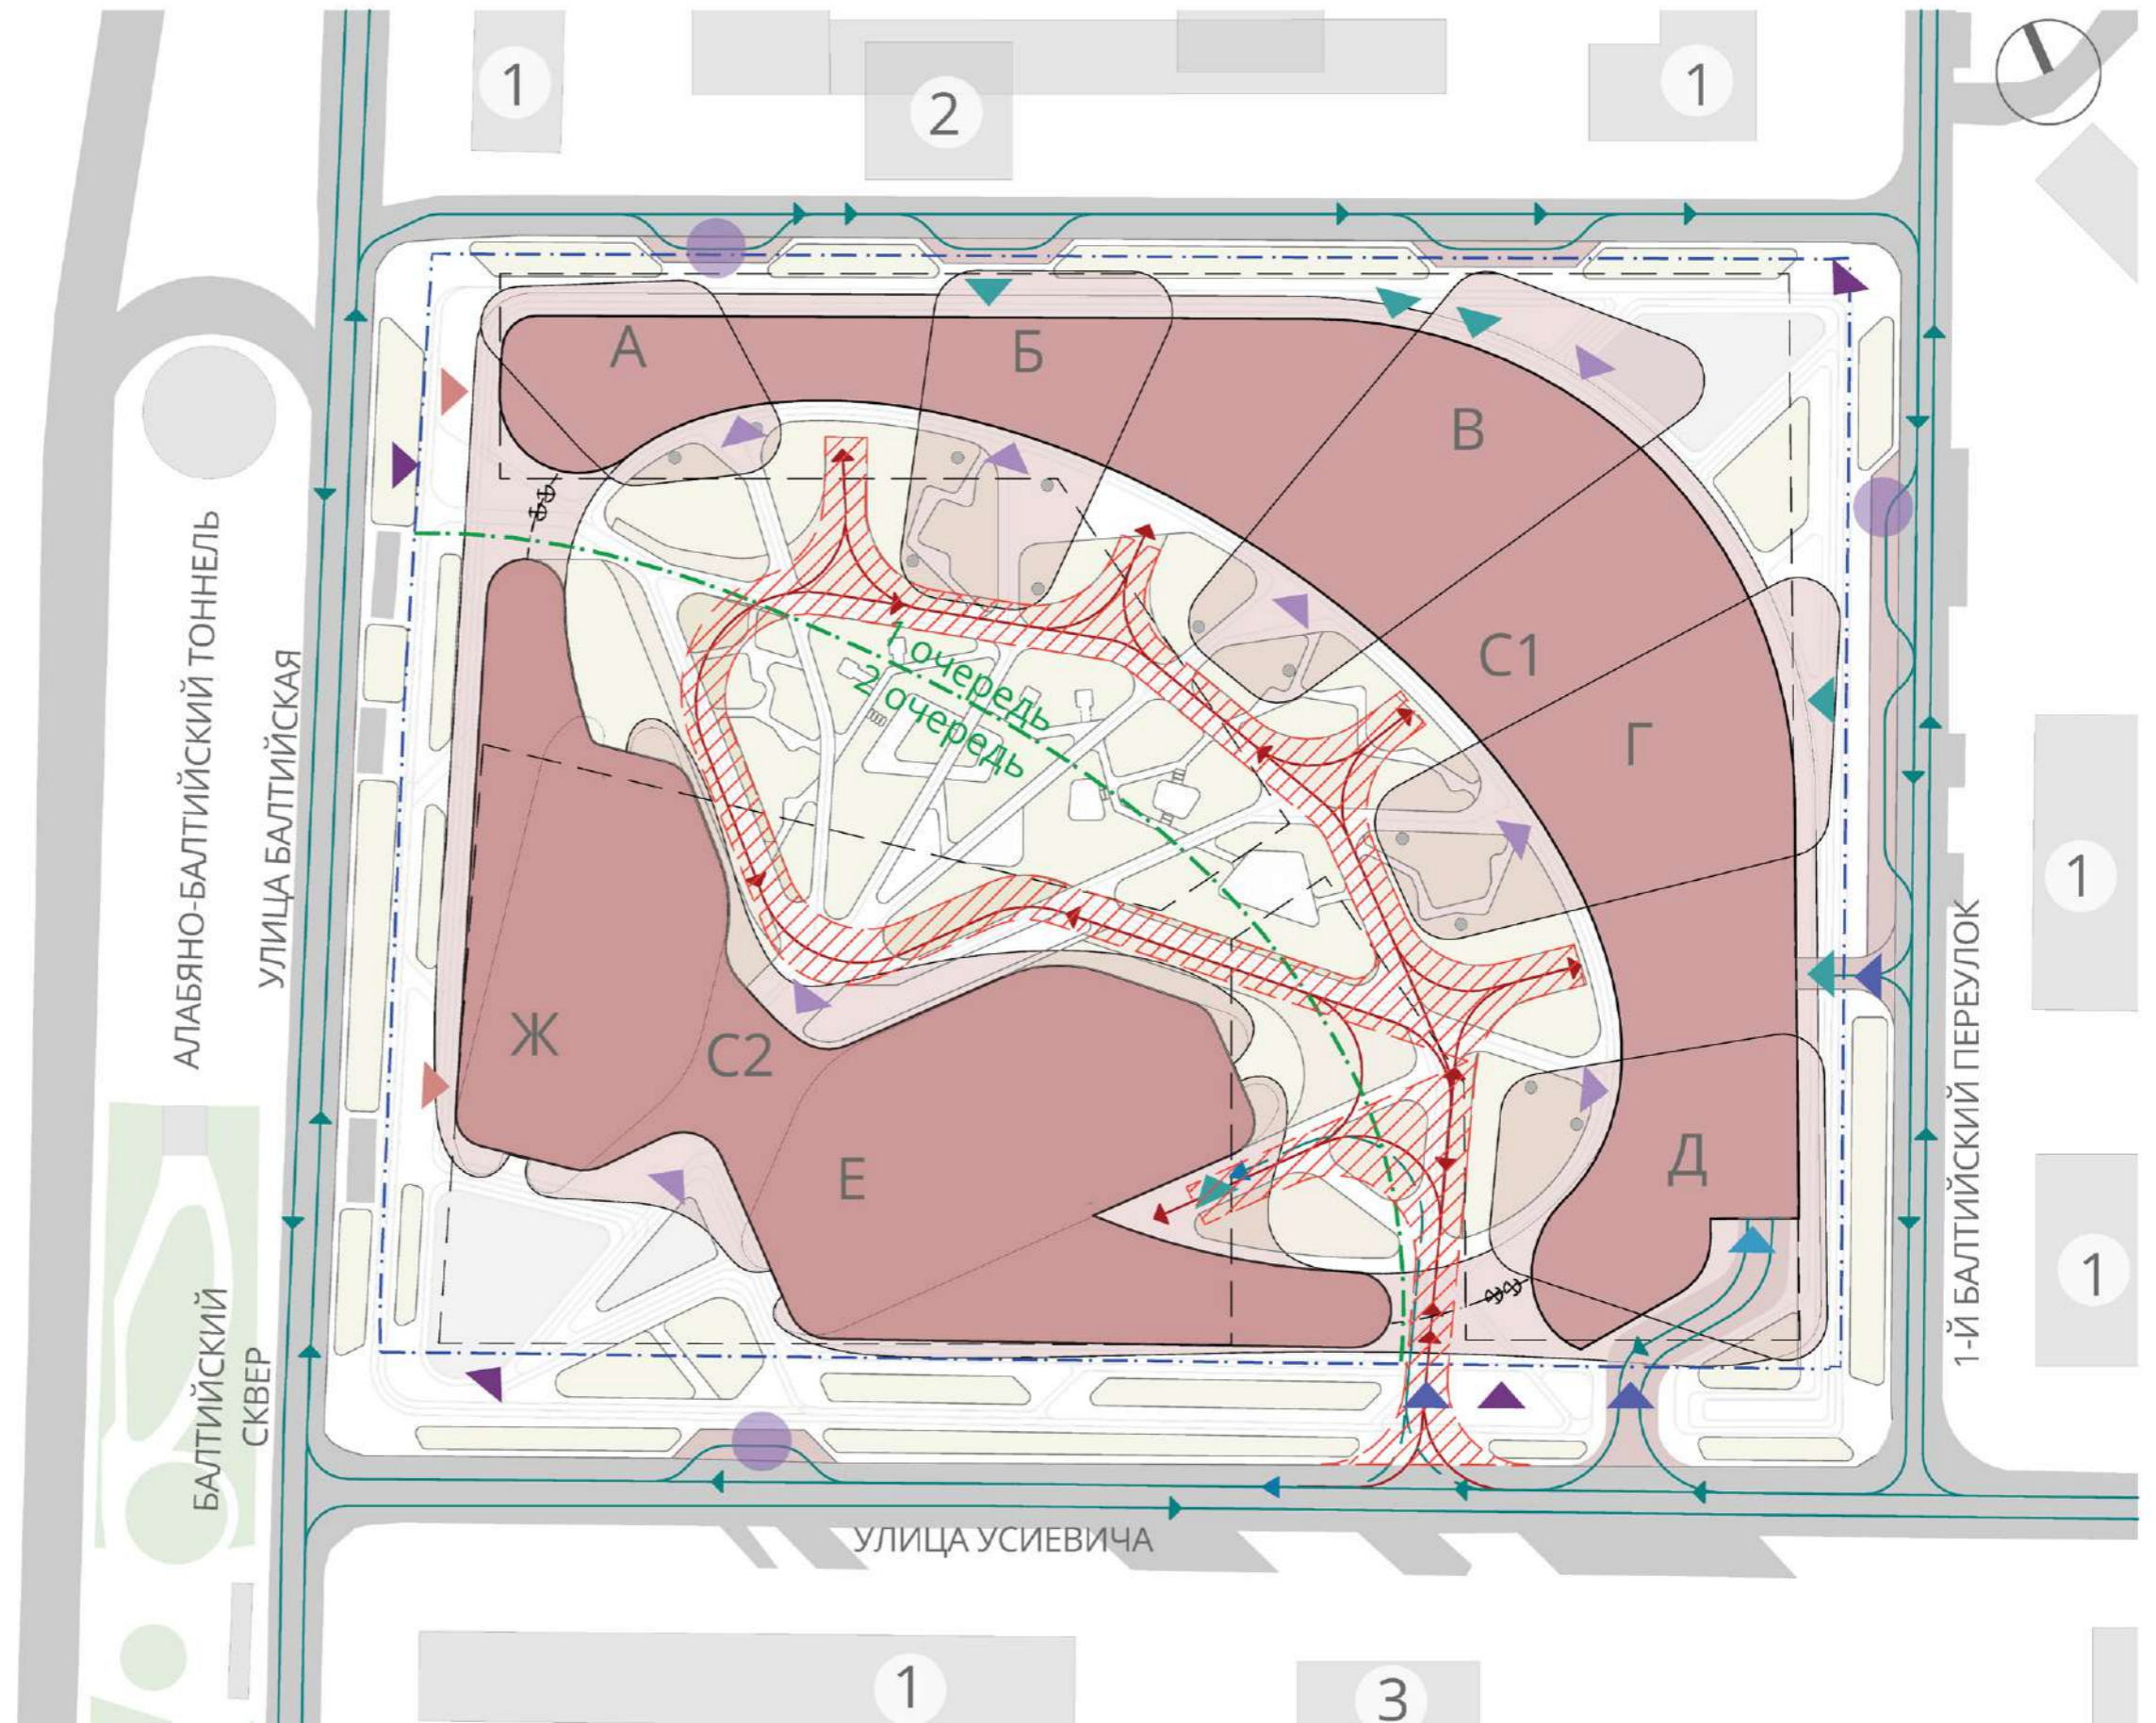 1
2
1
А
Б
В
С1
Г
1 очередь
2 очередь
АЛАБЯНО-БАЛТИЙСКИЙ ТОННЕЛЬ
УЛИЦА БАЛТИЙСКАЯ
1
Ж
С2
Е
Д
1-Й БАЛТИЙСКИЙ ПЕРЕУЛОК
1
БАЛТИЙСКИЙ
СКВЕР
УЛИЦА УСИЕВИЧА
1
3